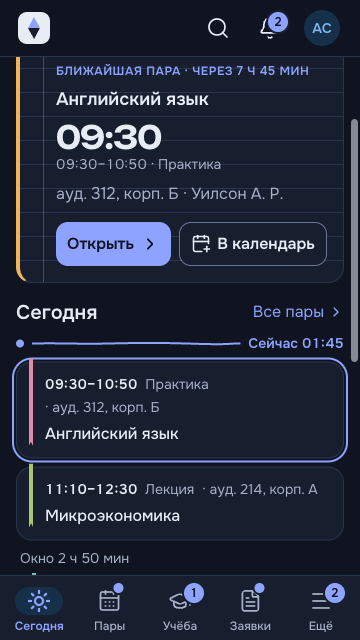 2
АС
БЛИЖАЙШАЯ ПАРА · ЧЕРЕЗ 7 Ч 45 МИН
Английский язык
09:30
09:30–10:50 · Практика
ауд. 312, корп. Б · Уилсон А. Р.
Открыть
В календарь
Сегодня
Все пары
Сейчас 01:45
09:30–10:50 Практика
· ауд. 312, корп. Б
Английский язык
11:10–12:30 Лекция · ауд. 214, корп. А
Микроэкономика
Окно 2 ч 50 мин
1
2
Сегодня
Пары
Учёба
Заявки
Ещё